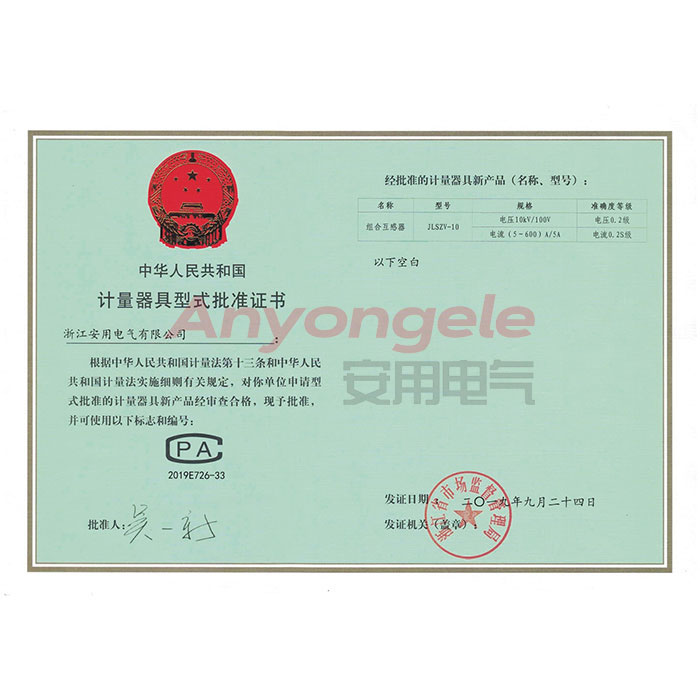 中华人民共和国
计量器具型式批准证书
浙江安用电气有限公司:
根据中华人民共和国计量法第十三条和中华人民
共和国计量法实施细则有关规定,对你单位申请型
式批准的计量器具新产品经审查合格,现予批准,
并可使用以下标志和编号:
CPA
2019E726-33
批准人:
经批准的计量器具新产品(名称、型号):
名称 型号 规格 准确度等级
组合互感器 JLSZV-10 电压10kV/100V 电压0.2级
电流(5-600)A/5A 电流0.2S级
以下空白
Anyongele
安用电气
发证日期: 二〇一九年九月二十四日
发证机关(盖章):
浙江省市场监督管理局